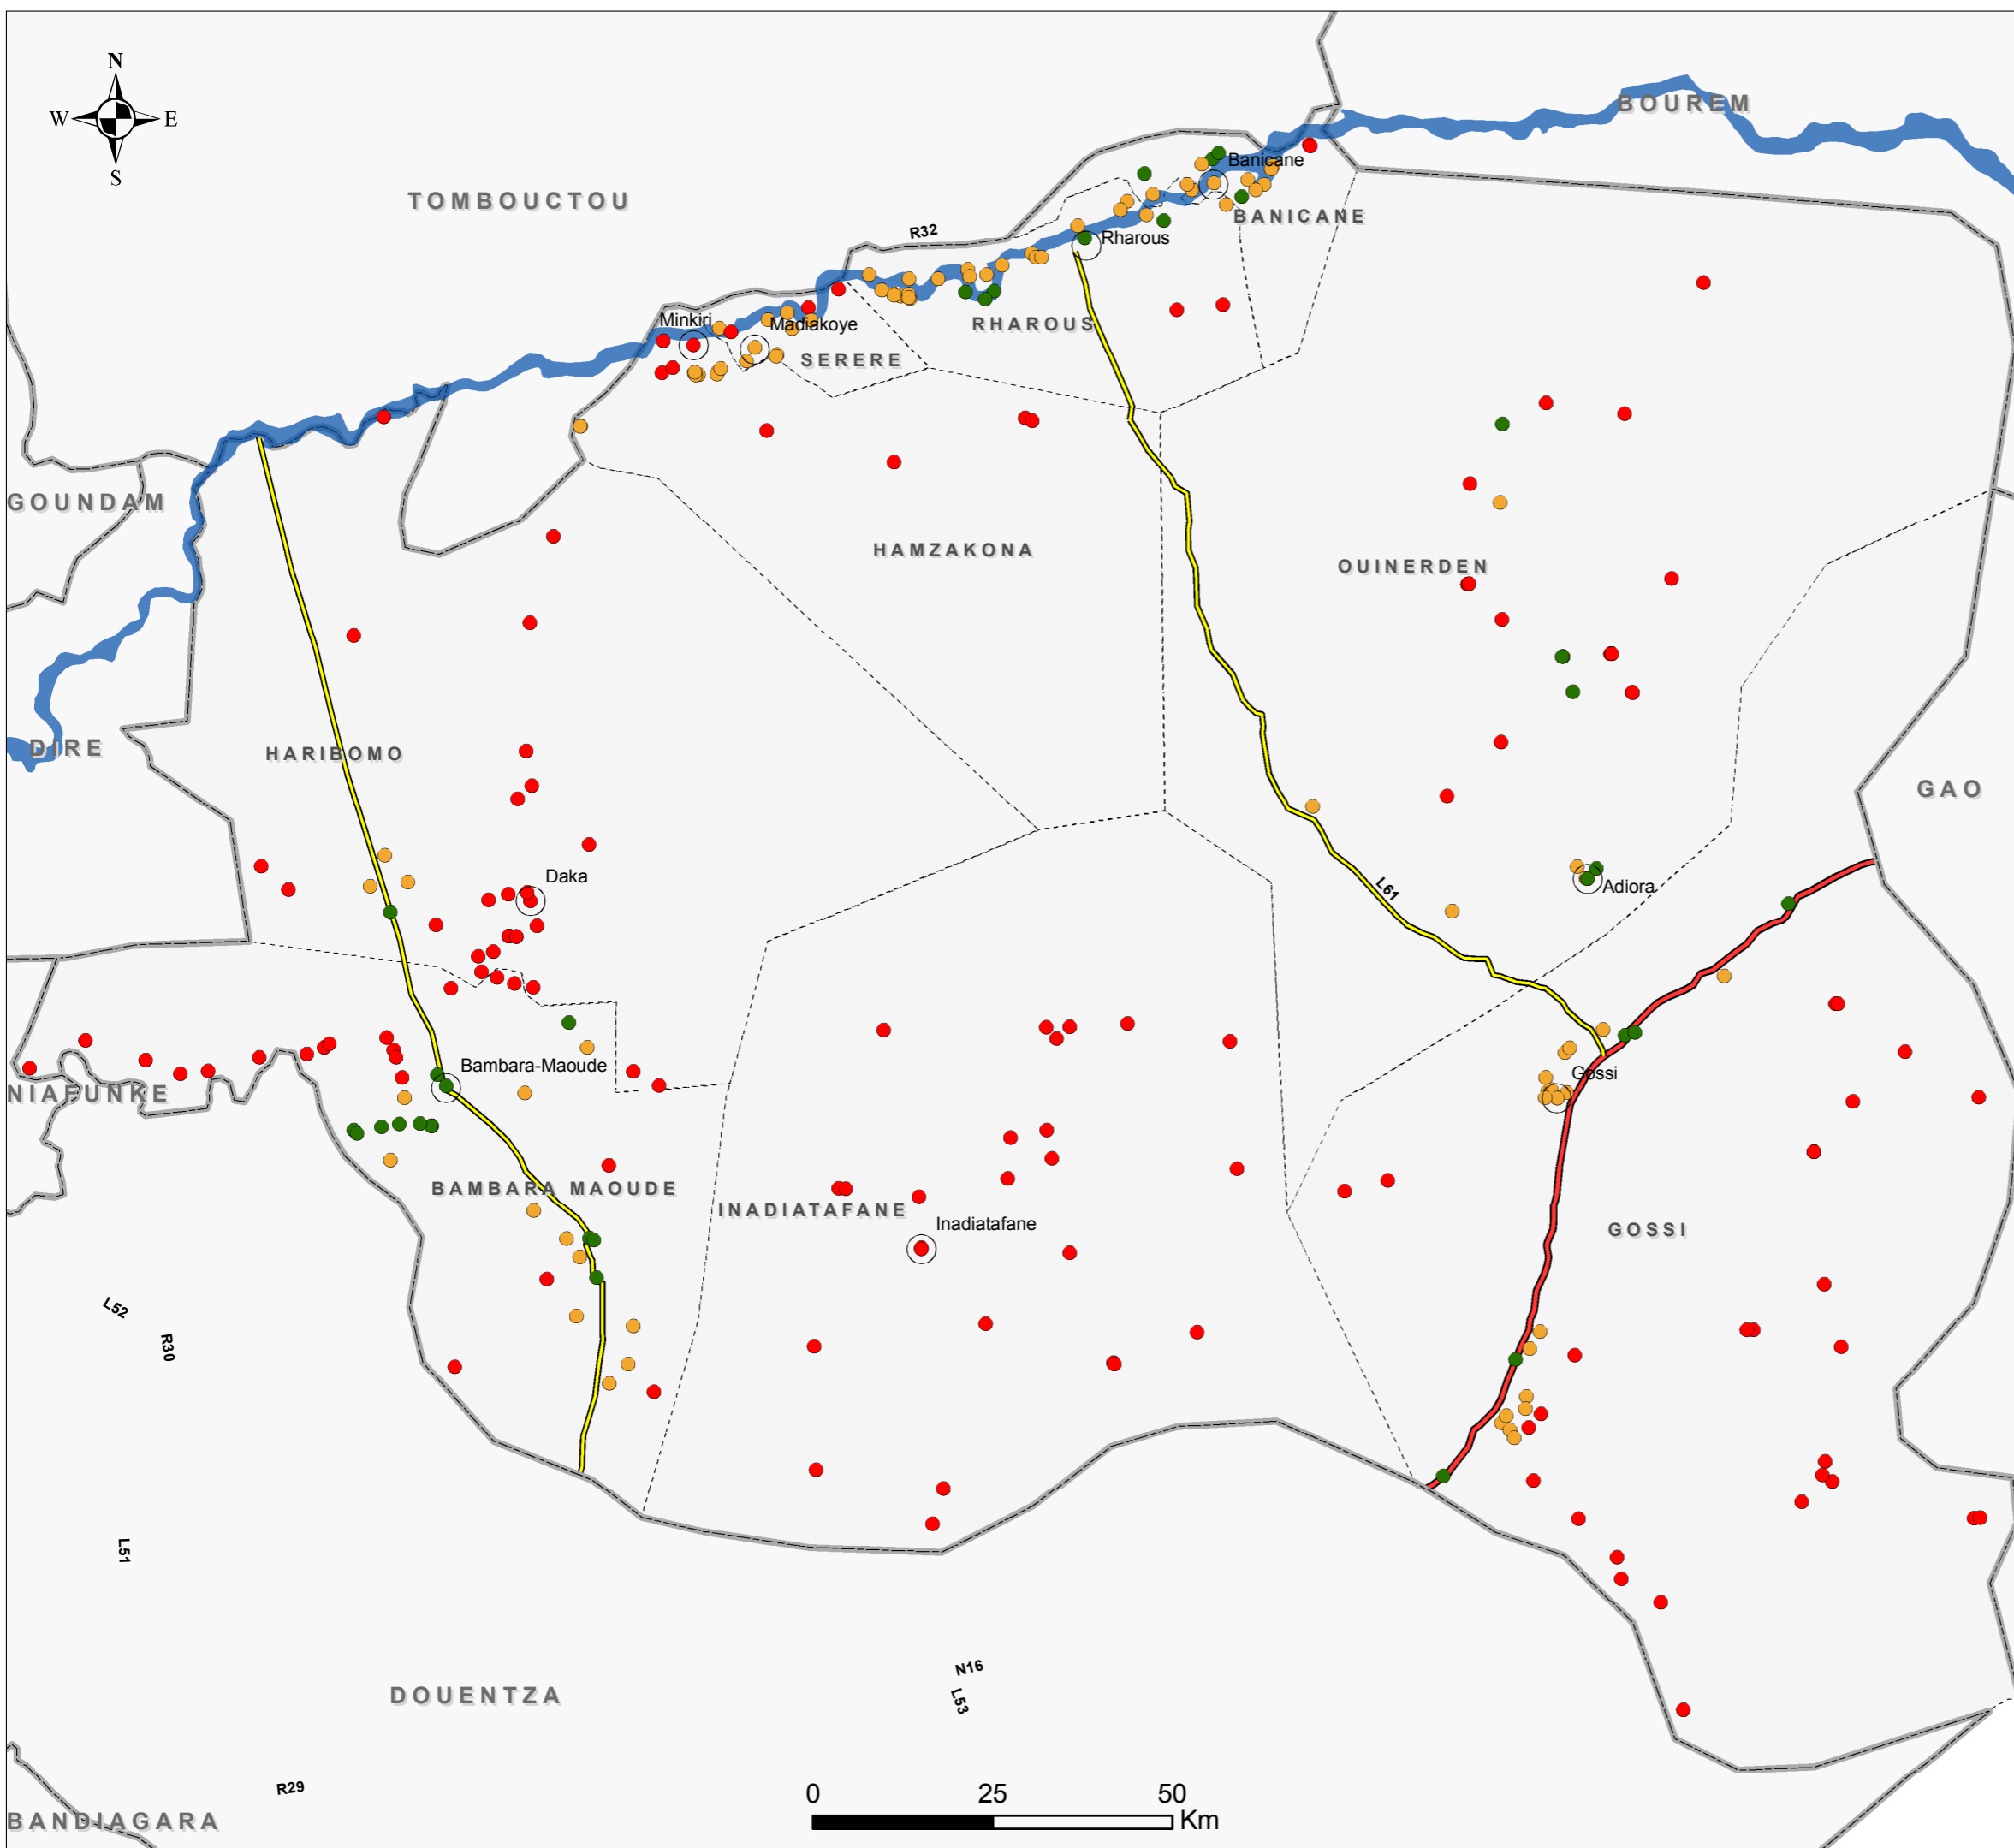 N
W E
S
BOUREM
TOMBOUCTOU
Banicane
BANICANE
R32
Rharous
RHAROUS
Minkiri
Madiakoye
SERERE
GOUNDAM
HAMZAKONA
OUINERDEN
DIRE
HARIBOMO
GAO
Daka
L61
Adiora
Bambara-Maoude
Gossi
NIAFUNKE
BAMBARA MAOUDE
INADIATAFANE
Inadiatafane
GOSSI
L52
R30
L51
N16
L53
DOUENTZA
R29
0 25 50
Km
BANDIAGARA